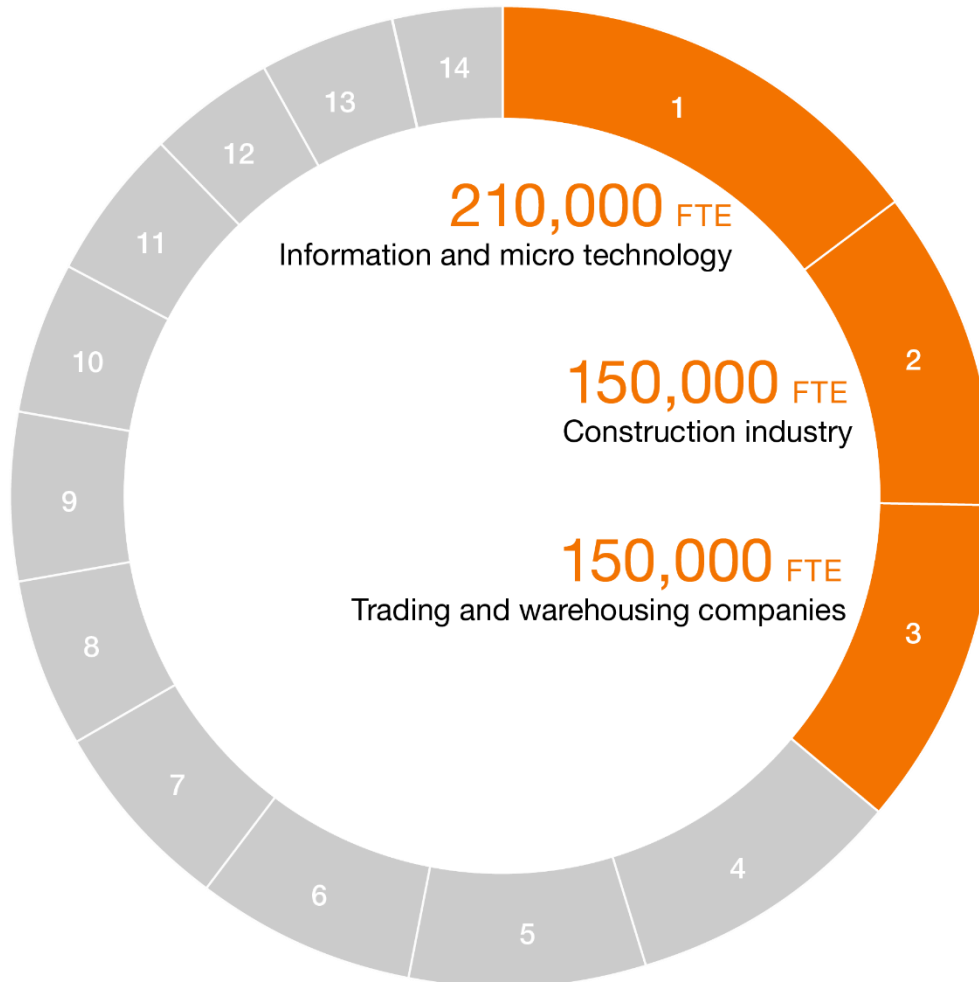 14
1
13
12
210,000 FTE
Information and micro technology
11
2
10
150,000 FTE
Construction industry
9
150,000 FTE
Trading and warehousing companies
3
8
7
4
6
5